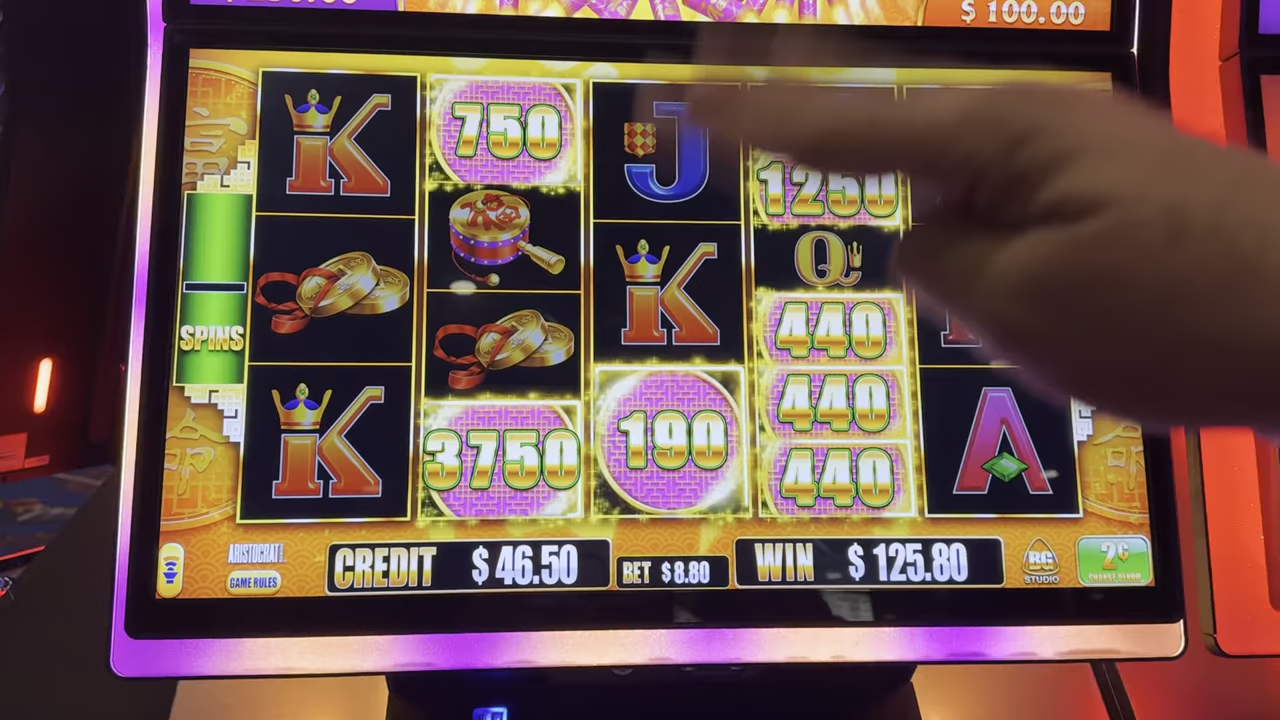 $ 100.00
K
750
J
1250
Q
SPINS
K
440
440
K
3750
190
440
A
ARISTOCRAT
GAME RULES
CREDIT $ 46.50
BET $ 8.80
WIN $ 125.80
BG
STUDIO
2¢
CHANGE DENOM